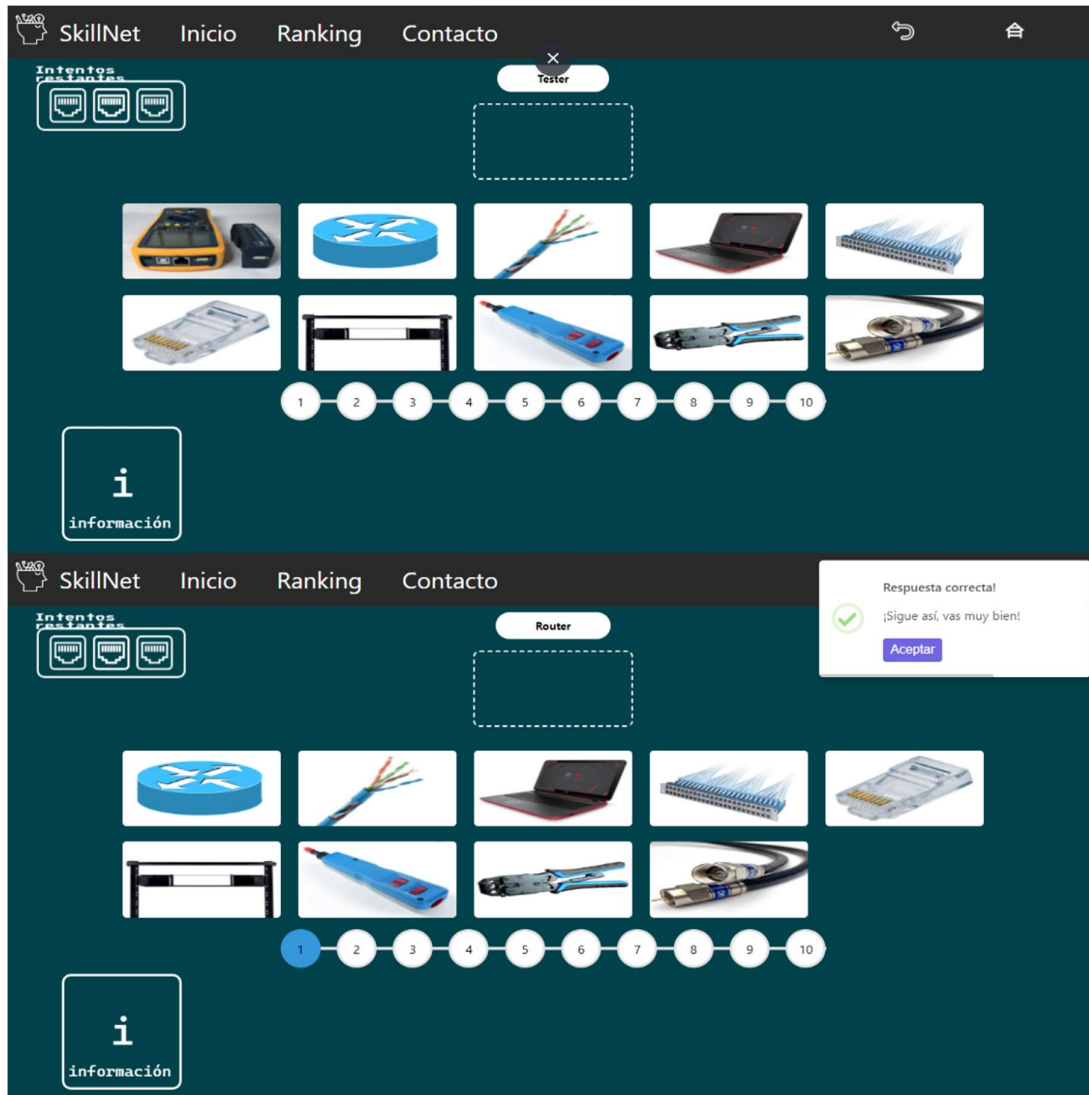 SkillNet Inicio Ranking Contacto
Intentos
restantes
Tester
1 2 3 4 5 6 7 8 9 10
i
información
SkillNet Inicio Ranking Contacto
Respuesta correcta!
¡Sigue así, vas muy bien!
Aceptar
Intentos
restantes
Router
1 2 3 4 5 6 7 8 9 10
i
información